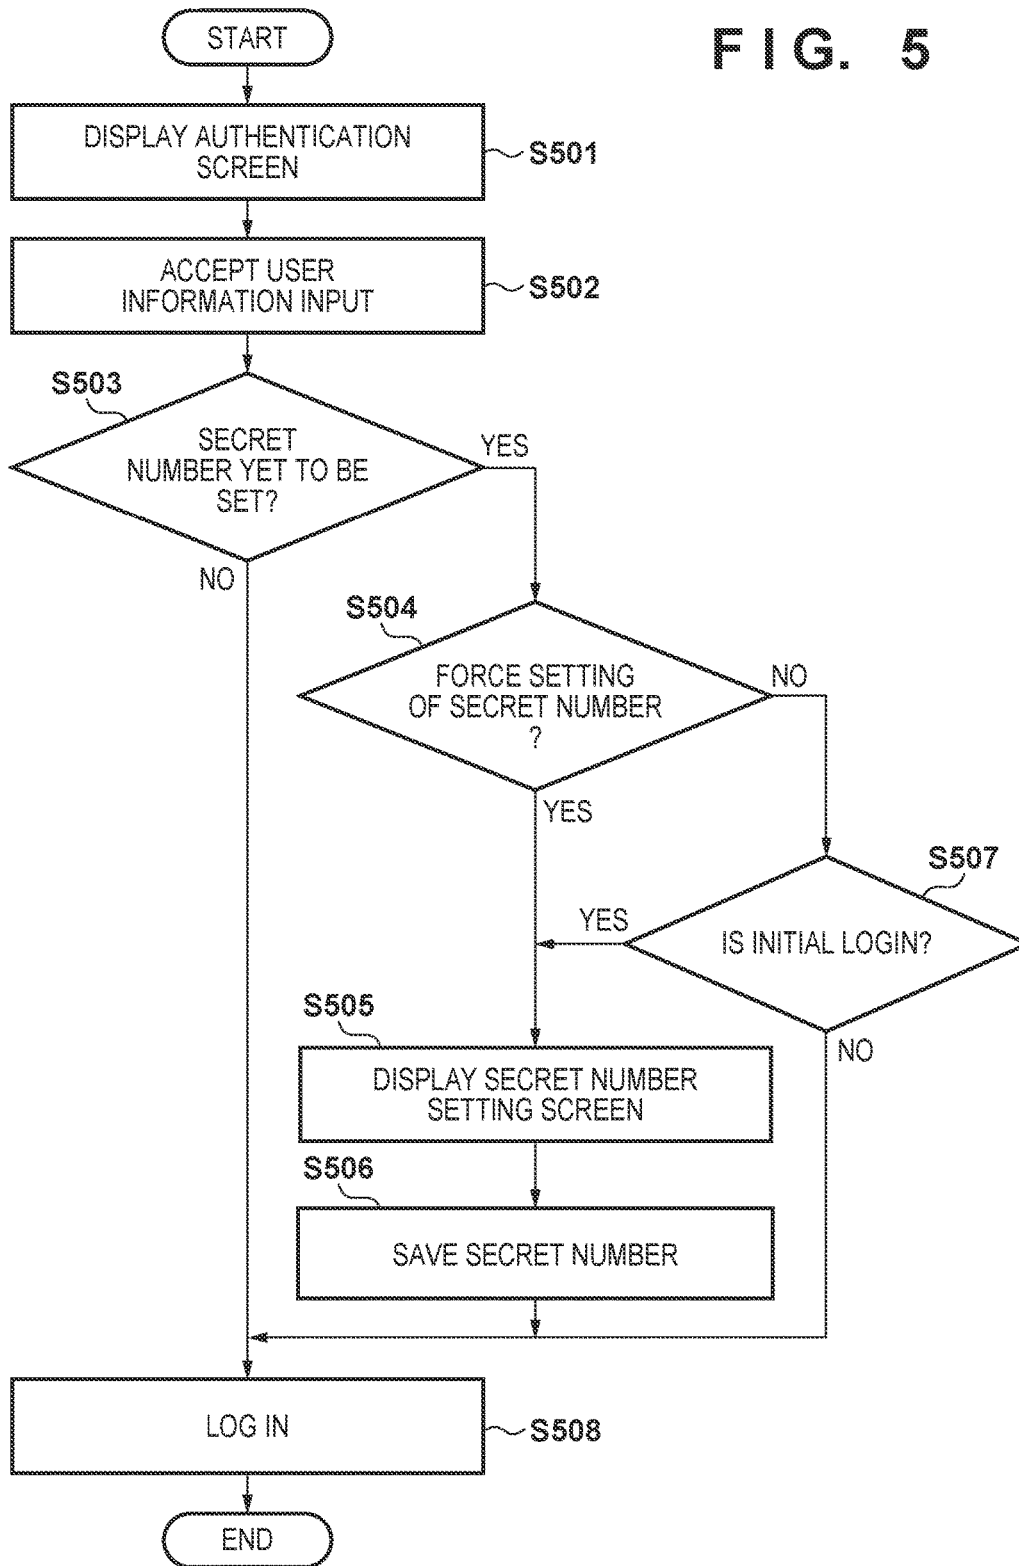 START
FIG. 5
DISPLAY AUTHENTICATION
SCREEN
S501
ACCEPT USER
INFORMATION INPUT
S502
S503
SECRET
NUMBER YET TO BE
SET?
YES
NO
S504
FORCE SETTING
OF SECRET NUMBER
?
NO
YES
S507
IS INITIAL LOGIN?
YES
NO
S505
DISPLAY SECRET NUMBER
SETTING SCREEN
S506
SAVE SECRET NUMBER
LOG IN
S508
END